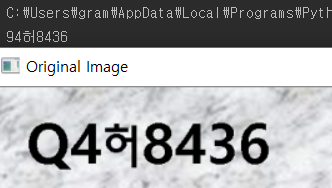 C:₩Users₩gram₩AppData₩Local₩Programs₩Pyth
94허8436
Original Image
Q4허8436